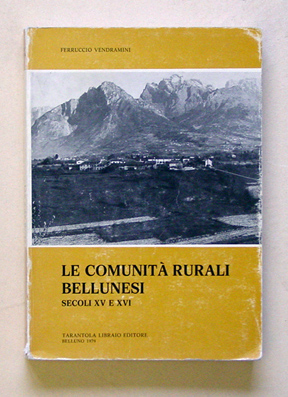 FERRUCCIO VENDRAMINI
LE COMUNITÀ RURALI
BELLUNESI
SECOLI XV E XVI
TARANTOLA LIBRAIO EDITORE
BELLUNO 1979